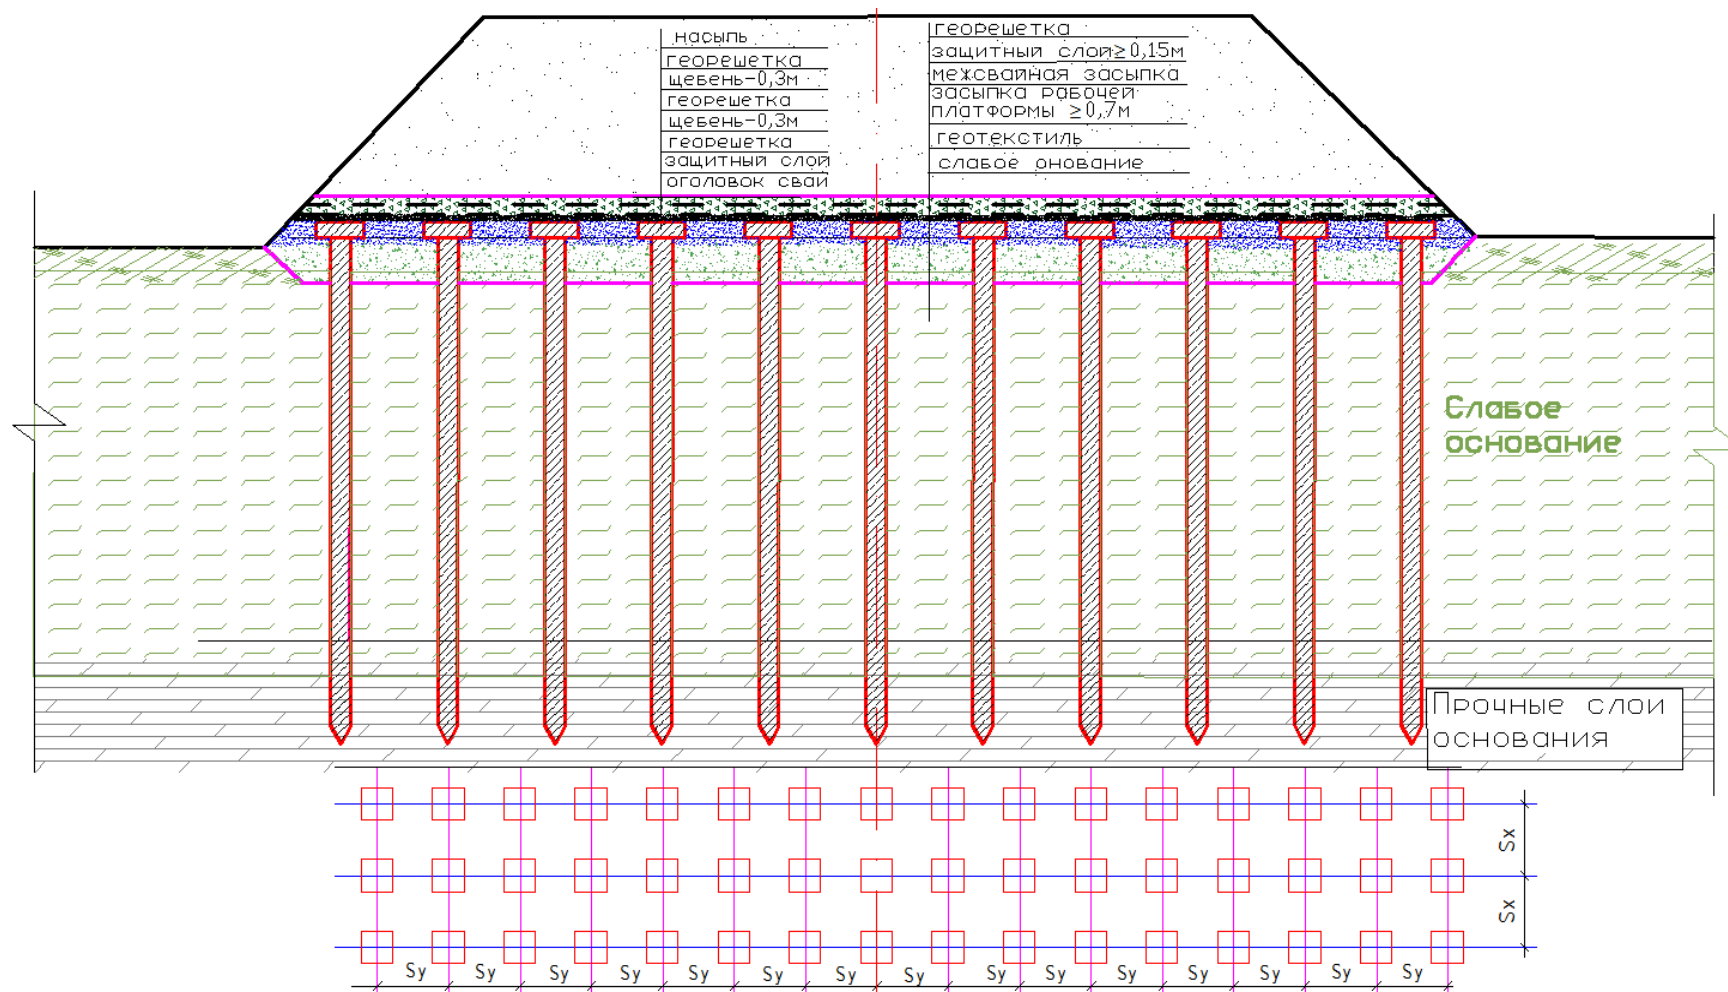 насыпь
георешетка
щебень-0,3м
георешетка
щебень-0,3м
георешетка
защитный слой
оголовок сваи
георешетка
защитный слой≥0,15м
межсвайная засыпка
засыпка рабочей
платформы ≥0,7м
геотекстиль
слабое онование
Слабое
основание
Прочные слои
основания
Sx
Sx
Sy Sy Sy Sy Sy Sy Sy Sy Sy Sy Sy Sy Sy Sy Sy